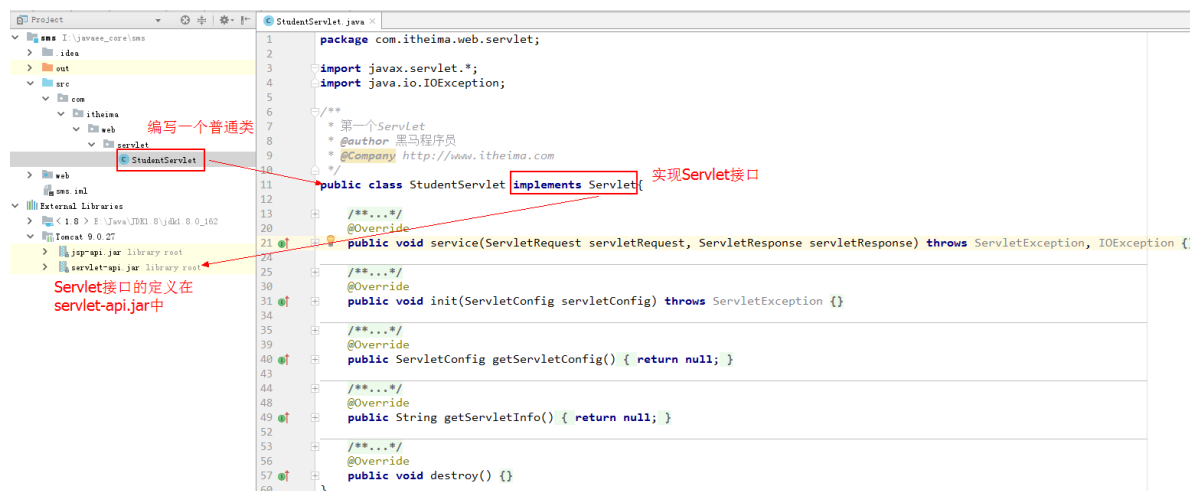 Project
StudentServlet.java
sms I:\javaee_core\sms
.idea
out
src
com
itheima
web
servlet
StudentServlet
web
sms.iml
External Libraries
< 1.8 > E:\Java\JDK1.8\jdk1.8.0_162
Tomcat 9.0.27
jsp-api.jar library root
servlet-api.jar library root
编写一个普通类
Servlet接口的定义在
servlet-api.jar中
1 package com.itheima.web.servlet;
2
3 import javax.servlet.*;
4 import java.io.IOException;
5
6 /**
7 * 第一个Servlet
8 * @author 黑马程序员
9 * @Company http://www.itheima.com
10 */
11 public class StudentServlet implements Servlet{
实现Servlet接口
12
13 /**...*/
20 @Override
21 public void service(ServletRequest servletRequest, ServletResponse servletResponse) throws ServletException, IOException {}
24
25 /**...*/
30 @Override
31 public void init(ServletConfig servletConfig) throws ServletException {}
34
35 /**...*/
39 @Override
40 public ServletConfig getServletConfig() { return null; }
43
44 /**...*/
48 @Override
49 public String getServletInfo() { return null; }
52
53 /**...*/
56 @Override
57 public void destroy() {}
60 }